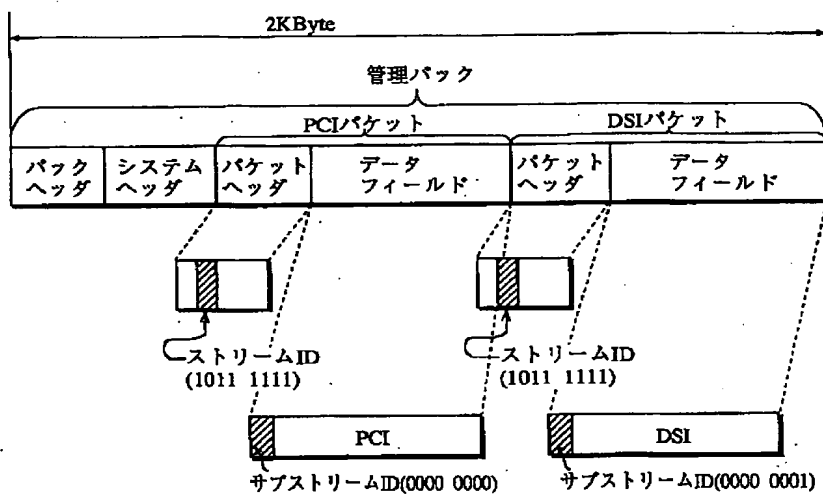 2KByte
管理パック
PCIパケット
DSIパケット
パック
ヘッダ
システム
ヘッダ
パケット
ヘッダ
データ
フィールド
パケット
ヘッダ
データ
フィールド
ストリームID
(1011 1111)
ストリームID
(1011 1111)
PCI
DSI
サブストリームID(0000 0000)
サブストリームID(0000 0001)